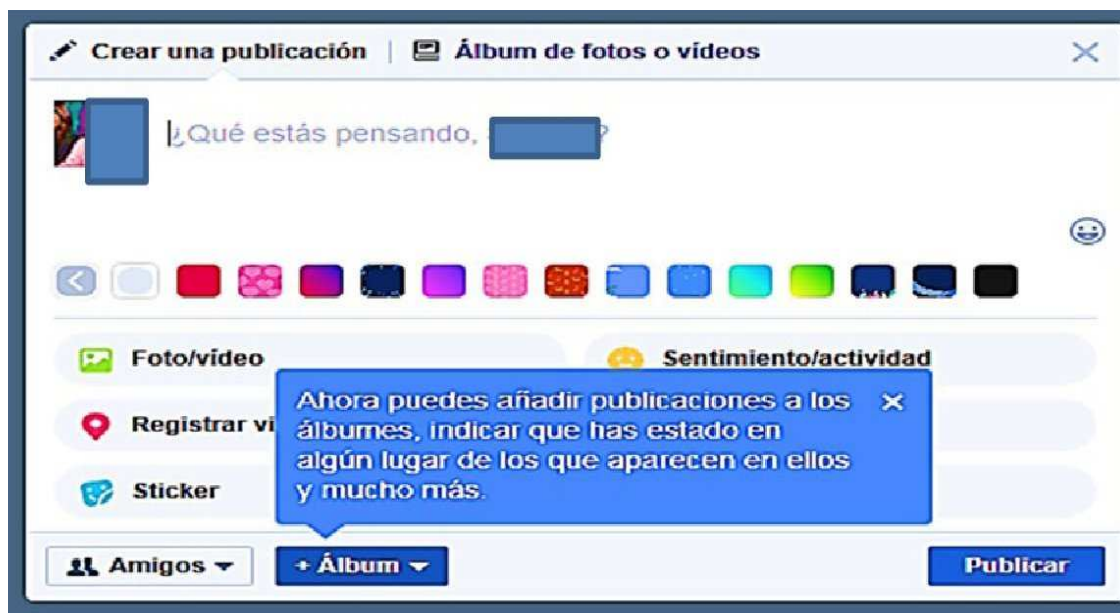 Crear una publicación | Álbum de fotos o vídeos
¿Qué estás pensando, ?
Foto/vídeo Sentimiento/actividad
Registrar vi
Ahora puedes añadir publicaciones a los
álbumes, indicar que has estado en
algún lugar de los que aparecen en ellos
y mucho más.
Sticker
Amigos + Álbum Publicar